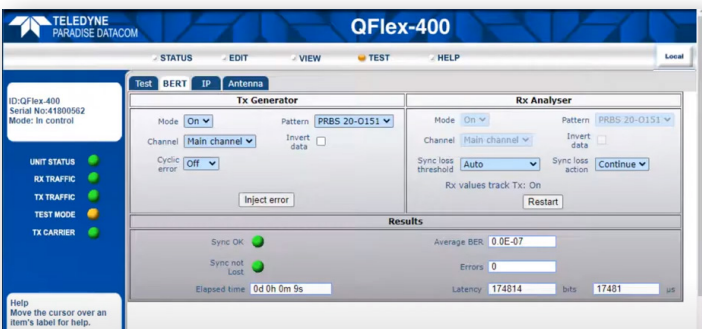 TELEDYNE
PARADISE DATACOM
QFlex-400
STATUS EDIT VIEW TEST HELP Local
Test BERT IP Antenna
ID:QFlex-400
Serial No:41800562
Mode: In control
UNIT STATUS
RX TRAFFIC
TX TRAFFIC
TEST MODE
TX CARRIER
Help
Move the cursor over an
item's label for help.
Tx Generator
Mode On Pattern PRBS 20-O151
Channel Main channel Invert data
Cyclic error Off
Inject error
Rx Analyser
Mode On Pattern PRBS 20-O151
Channel Main channel Invert data
Sync loss threshold Auto Sync loss action Continue
Rx values track Tx: On
Restart
Results
Sync OK Average BER 0.0E-07
Sync not Lost Errors 0
Elapsed time 0d 0h 0m 9s Latency 174814 bits 17481 µs